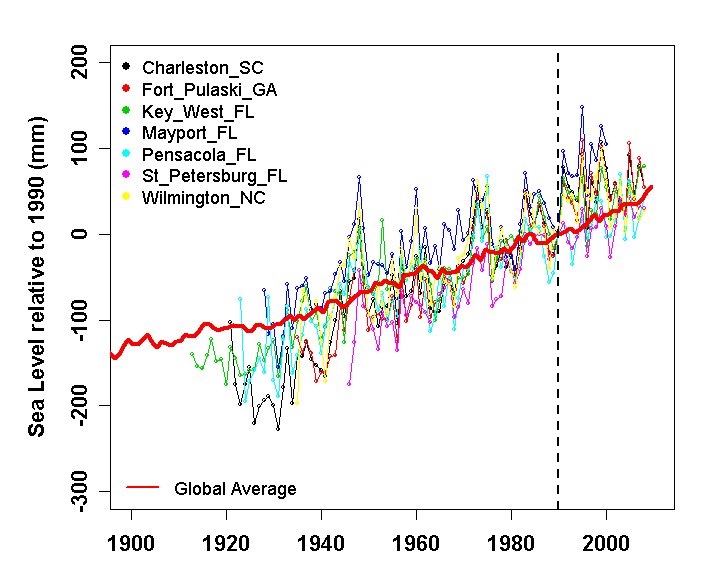 Sea Level relative to 1990 (mm)
200
100
0
-100
-200
-300
Charleston_SC
Fort_Pulaski_GA
Key_West_FL
Mayport_FL
Pensacola_FL
St_Petersburg_FL
Wilmington_NC
Global Average
1900 1920 1940 1960 1980 2000